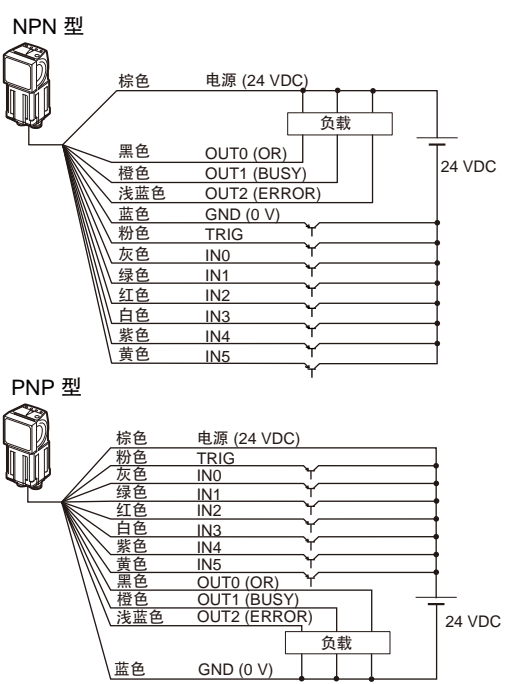 NPN 型
棕色 电源 (24 VDC)
负载
黑色 OUT0 (OR)
24 VDC
橙色 OUT1 (BUSY)
浅蓝色 OUT2 (ERROR)
蓝色 GND (0 V)
粉色 TRIG
灰色 IN0
绿色 IN1
红色 IN2
白色 IN3
紫色 IN4
黄色 IN5
PNP 型
棕色 电源 (24 VDC)
粉色 TRIG
灰色 IN0
绿色 IN1
红色 IN2
白色 IN3
紫色 IN4
黄色 IN5
黑色 OUT0 (OR)
橙色 OUT1 (BUSY)
浅蓝色 OUT2 (ERROR)
24 VDC
负载
蓝色 GND (0 V)